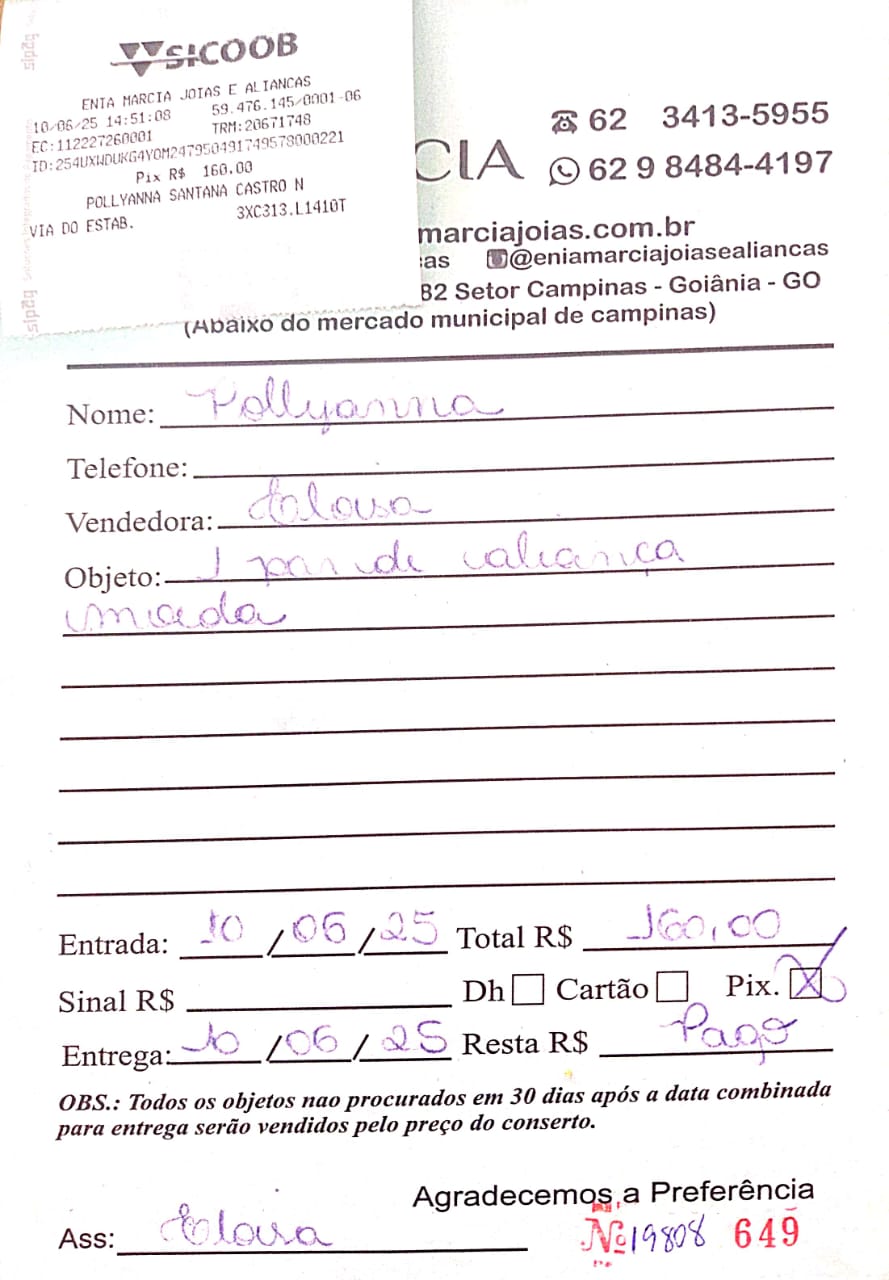 SICOOB
ENIA MARCIA JOIAS E ALIANCAS
10/06/25 14:51:08 59.476.145/0001-06
EC:112227260001 TRM:20671748
ID:254UXWDUKG4YOM247950491749578000221
Pix R$ 160.00
POLLYANNA SANTANA CASTRO N
VIA DO ESTAB. 3XC313.L1410T
62 3413-5955
CIA
62 9 8484-4197
marciajoias.com.br
as @eniamarciajoiasealiancas
82 Setor Campinas - Goiânia - GO
(Abaixo do mercado municipal de campinas)
Nome: Pollyanna
Telefone:
Vendedora: Elousa
Objeto: 1 par de aliança
Entrada: 10/06/25 Total R$ 160,00
Sinal R$ Dh Cartão Pix. X
Entrega: 10/06/25 Resta R$ Pago
OBS.: Todos os objetos nao procurados em 30 dias após a data combinada
para entrega serão vendidos pelo preço do conserto.
Agradecemos a Preferência
Ass: Elousa Nº 19808 649